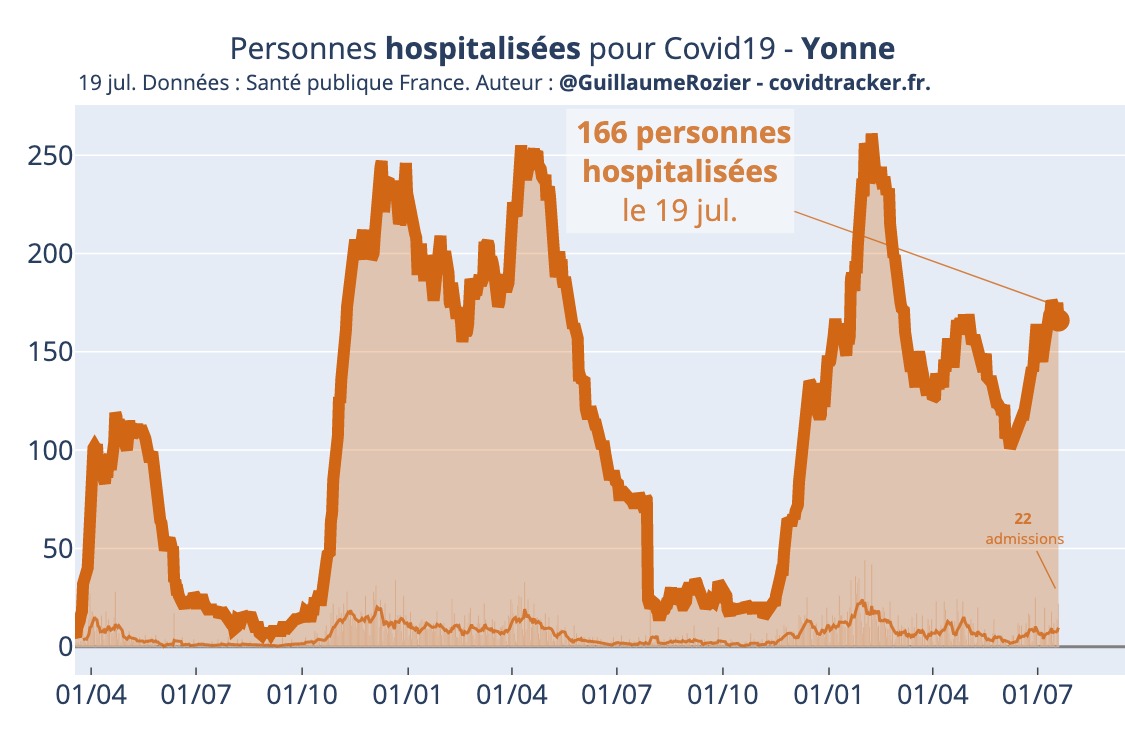 Personnes hospitalisées pour Covid19 - Yonne
19 jul. Données : Santé publique France. Auteur : @GuillaumeRozier - covidtracker.fr.
166 personnes
hospitalisées
le 19 jul.
250
200
150
100
50
0
22
admissions
01/04 01/07 01/10 01/01 01/04 01/07 01/10 01/01 01/04 01/07